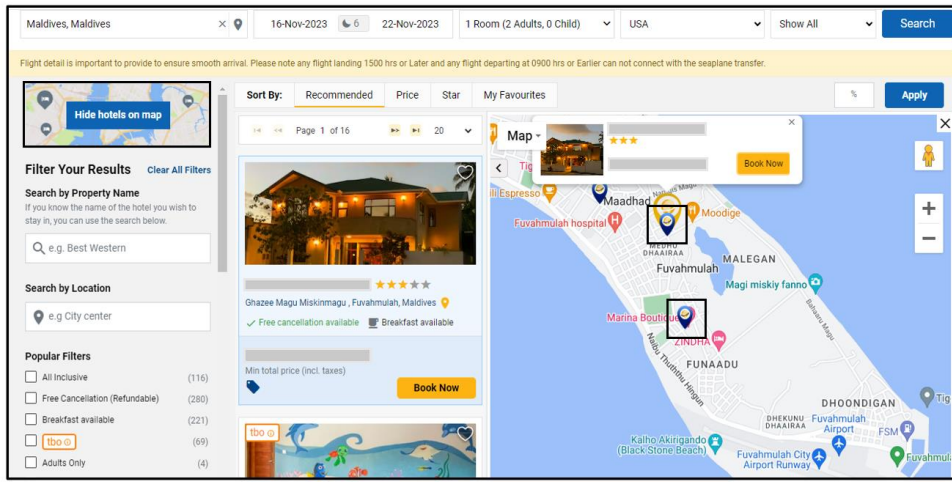 Maldives, Maldives
16-Nov-2023 6 22-Nov-2023
1 Room (2 Adults, 0 Child)
USA
Show All
Search
Flight detail is important to provide to ensure smooth arrival. Please note any flight landing 1500 hrs or Later and any flight departing at 0900 hrs or Earlier can not connect with the seaplane transfer.
Hide hotels on map
Sort By: Recommended Price Star My Favourites
%
Apply
Filter Your Results Clear All Filters
Search by Property Name
If you know the name of the hotel you wish to
stay in, you can use the search below.
e.g. Best Western
Search by Location
e.g City center
Popular Filters
All Inclusive (116)
Free Cancellation (Refundable) (280)
Breakfast available (221)
tbo (69)
Adults Only (4)
Page 1 of 16
20
Ghazee Magu Miskinmagu , Fuvahmulah, Maldives
Free cancellation available Breakfast available
Min total price (incl. taxes)
Book Now
tbo
Map
Book Now
Espresso
Maadhad
Moodige
Fuvahmulah hospital
MEDHU
DHAAIRAA
Fuvahmulah
MALEGAN
Magi miskiy fanno
Bahaaru Magu
Marina Boutique
ZINDHA
Naibu Thuththu Hingun
FUNAADU
DHOONDIGAN
Tig
DHEKUNU
DHAAIRAA
Fuvahmulah
Airport
FSM
Kalho Akirigando
(Black Stone Beach)
Fuvahmulah City
Airport Runway
Fuvahmula